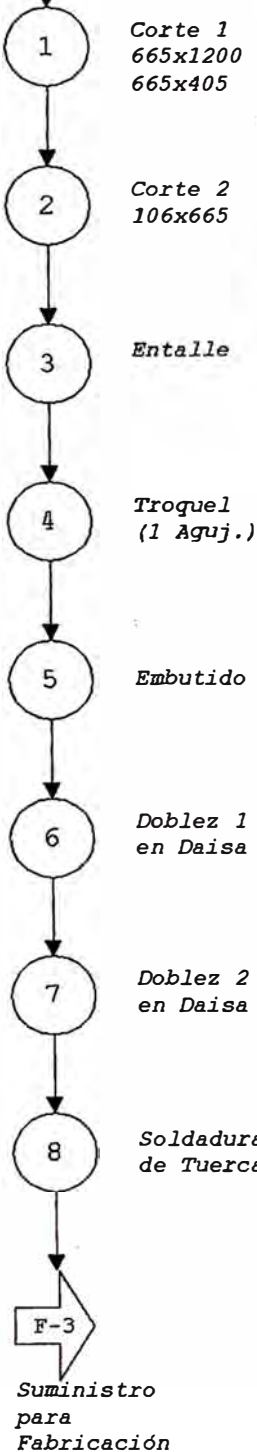 1
Corte 1
665x1200
665x405
2
Corte 2
106x665
3
Entalle
4
Troquel
(1 Aguj.)
5
Embutido
6
Doblez 1
en Daisa
7
Doblez 2
en Daisa
8
Soldadura
de Tuerca
F-3
Suministro
para
Fabricación